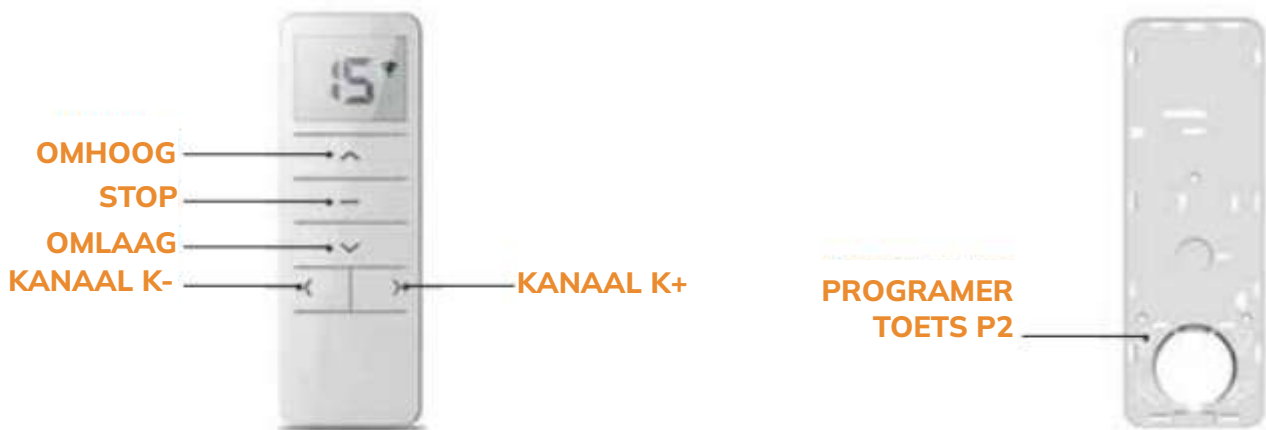 15
OMHOOG
STOP
OMLAAG
KANAAL K-
KANAAL K+
PROGRAMER
TOETS P2